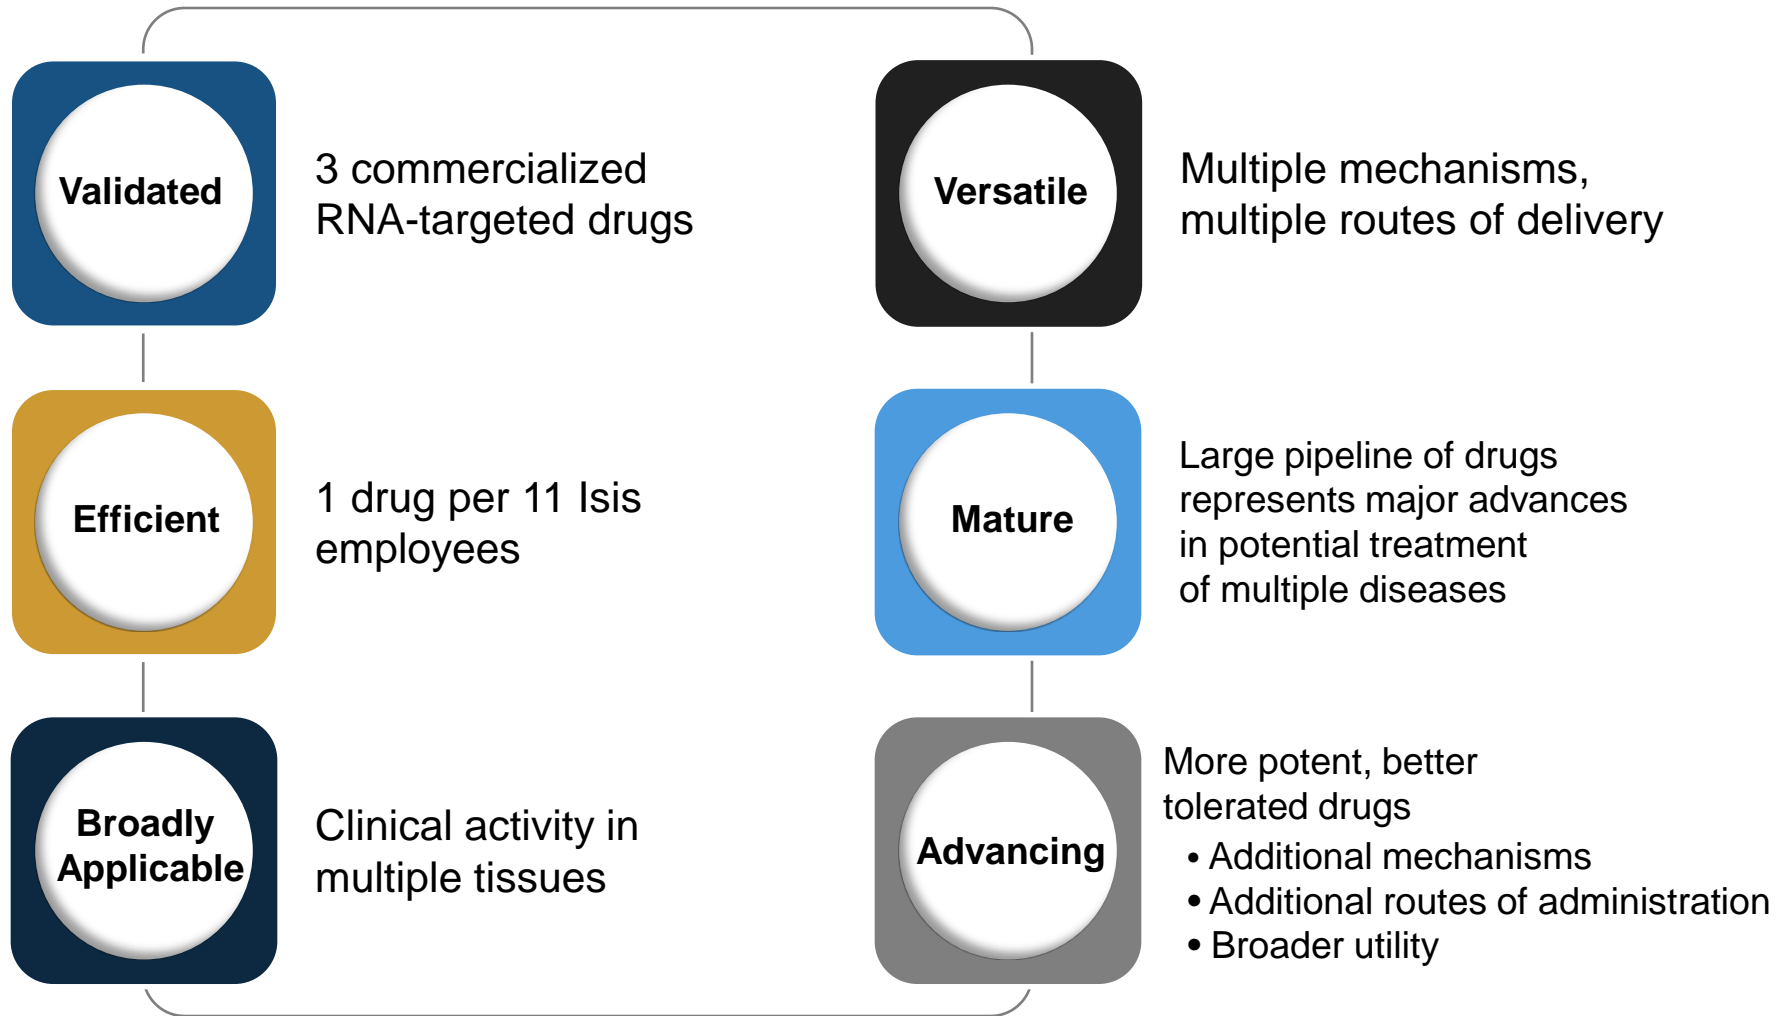 Validated
3 commercialized
RNA-targeted drugs
Efficient
1 drug per 11 Isis
employees
Broadly
Applicable
Clinical activity in
multiple tissues
Versatile
Multiple mechanisms,
multiple routes of delivery
Mature
Large pipeline of drugs
represents major advances
in potential treatment
of multiple diseases
Advancing
More potent, better
tolerated drugs
• Additional mechanisms
• Additional routes of administration
• Broader utility